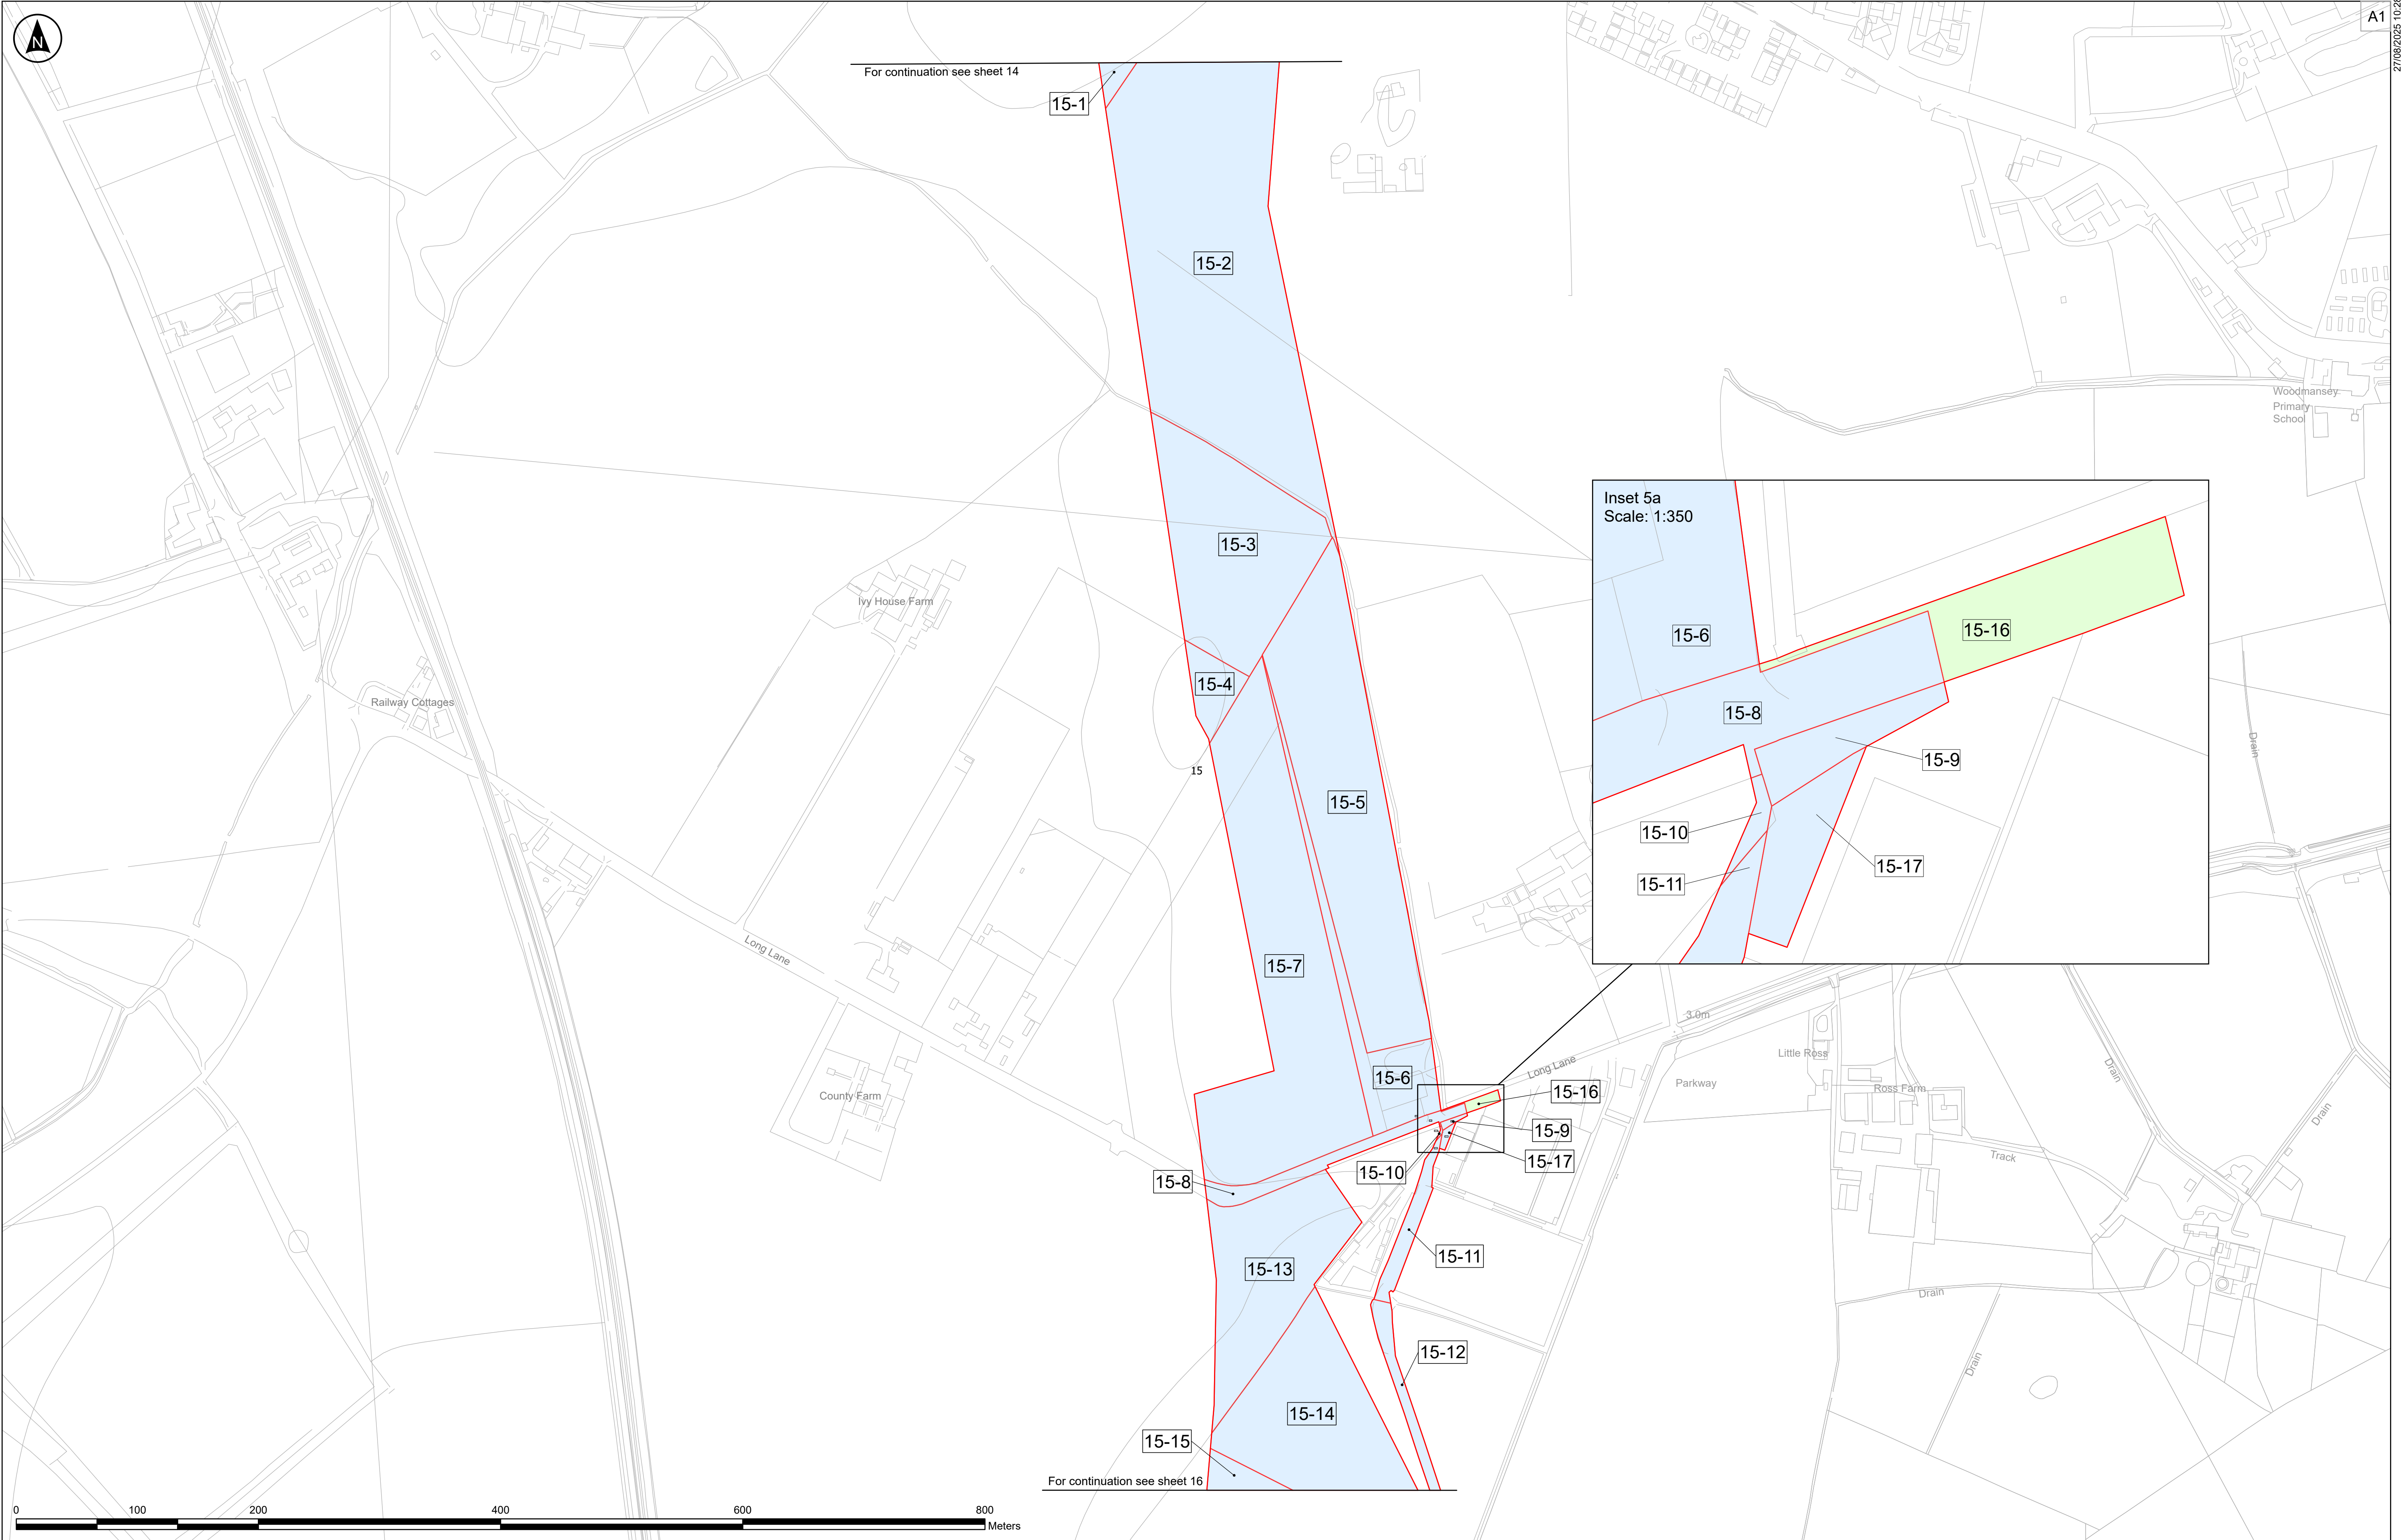 N
A1
27/08/2025 10:28
For continuation see sheet 14
15-1
15-2
Woodmansey
Primary
School
Inset 5a
Scale: 1:350
15-6
15-16
15-8
15-9
15-10
15-17
15-11
15-3
Ivy House Farm
15-4
Railway Cottages
Drain
15
15-5
Long Lane
15-7
3.0m
Little Ross
Long Lane
Parkway
Ross Farm
County Farm
15-6
15-16
Drain
Drain
15-9
15-17
15-10
Track
15-8
15-11
15-13
Drain
15-12
Drain
15-14
15-15
For continuation see sheet 16
0 100 200 400 600 800
Meters